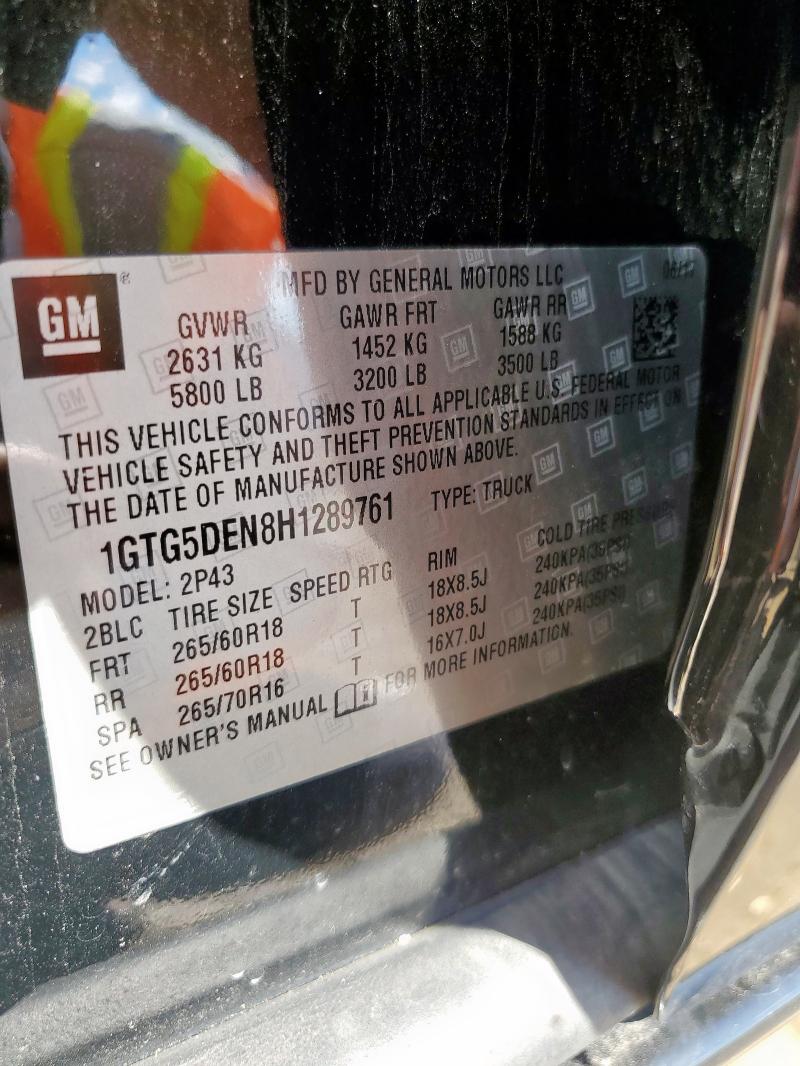 GM ®
MFD BY GENERAL MOTORS LLC
GVWR GAWR FRT GAWR RR
2631 KG 1452 KG 1588 KG
5800 LB 3200 LB 3500 LB
THIS VEHICLE CONFORMS TO ALL APPLICABLE U.S. FEDERAL MOTOR
VEHICLE SAFETY AND THEFT PREVENTION STANDARDS IN EFFECT ON
THE DATE OF MANUFACTURE SHOWN ABOVE.
1GTG5DEN8H1289761 TYPE: TRUCK
MODEL: 2P43
2BLC TIRE SIZE SPEED RTG RIM COLD TIRE PRESSURE
FRT 265/60R18 T 18X8.5J 240KPA(35PSI)
RR 265/60R18 T 18X8.5J 240KPA(35PSI)
SPA 265/70R16 T 16X7.0J 240KPA(35PSI)
SEE OWNER'S MANUAL FOR MORE INFORMATION.